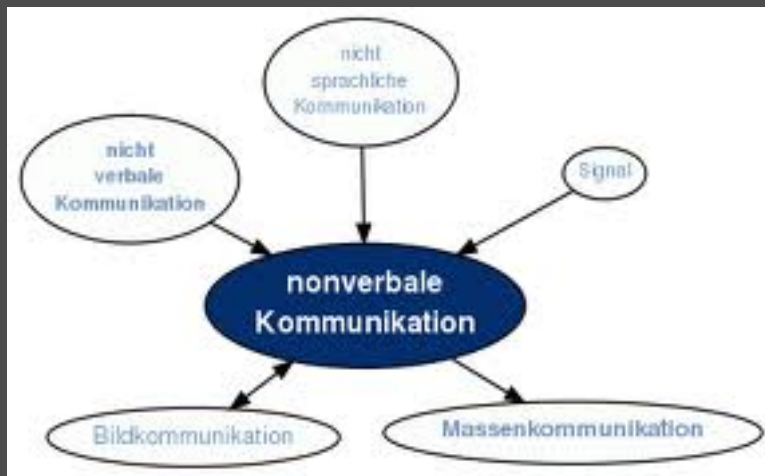 nicht
sprachliche
Kommunikation
nicht
verbale
Kommunikation
Signal
nonverbale
Kommunikation
Bildkommunikation
Massenkommunikation